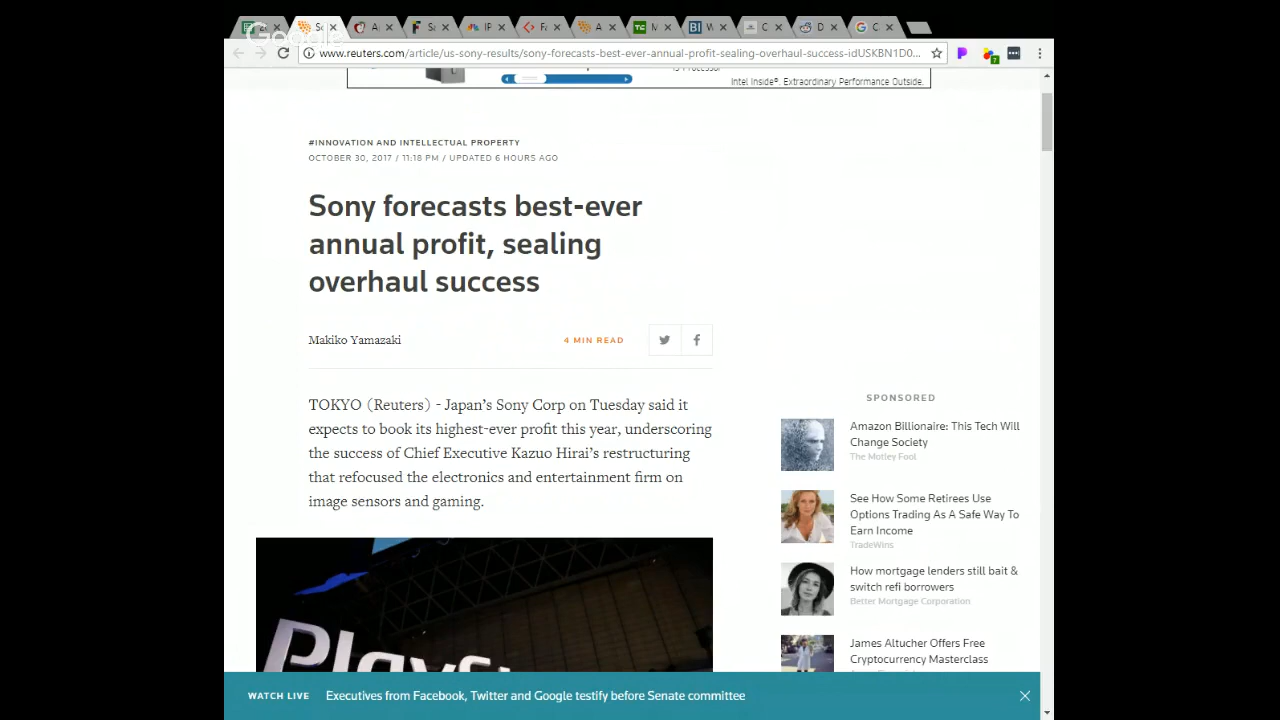 Google
www.reuters.com/article/us-sony-results/sony-forecasts-best-ever-annual-profit-sealing-overhaul-success-idUSKBN1D0...
Intel Inside®. Extraordinary Performance Outside.
#INNOVATION AND INTELLECTUAL PROPERTY
OCTOBER 30, 2017 / 11:18 PM / UPDATED 6 HOURS AGO
Sony forecasts best-ever
annual profit, sealing
overhaul success
Makiko Yamazaki
4 MIN READ
TOKYO (Reuters) - Japan's Sony Corp on Tuesday said it
expects to book its highest-ever profit this year, underscoring
the success of Chief Executive Kazuo Hirai's restructuring
that refocused the electronics and entertainment firm on
image sensors and gaming.
SPONSORED
Amazon Billionaire: This Tech Will
Change Society
The Motley Fool
See How Some Retirees Use
Options Trading As A Safe Way To
Earn Income
TradeWins
How mortgage lenders still bait &
switch refi borrowers
Better Mortgage Corporation
James Altucher Offers Free
Cryptocurrency Masterclass
WATCH LIVE Executives from Facebook, Twitter and Google testify before Senate committee